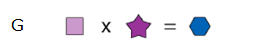 G x =